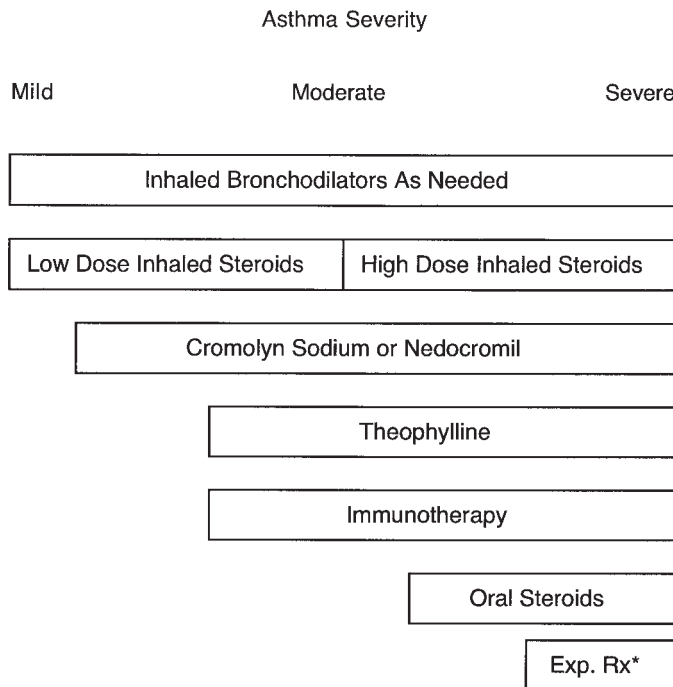 Asthma Severity
Mild Moderate Severe
Inhaled Bronchodilators As Needed
Low Dose Inhaled Steroids High Dose Inhaled Steroids
Cromolyn Sodium or Nedocromil
Theophylline
Immunotherapy
Oral Steroids
Exp. Rx*